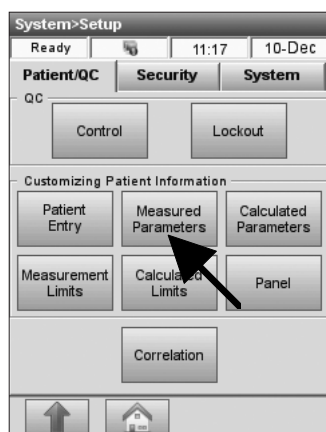 System>Setup
Ready 11:17 10-Dec
Patient/QC Security System
QC
Control Lockout
Customizing Patient Information
Patient Entry
Measured Parameters
Calculated Parameters
Measurement Limits
Calculated Limits
Panel
Correlation